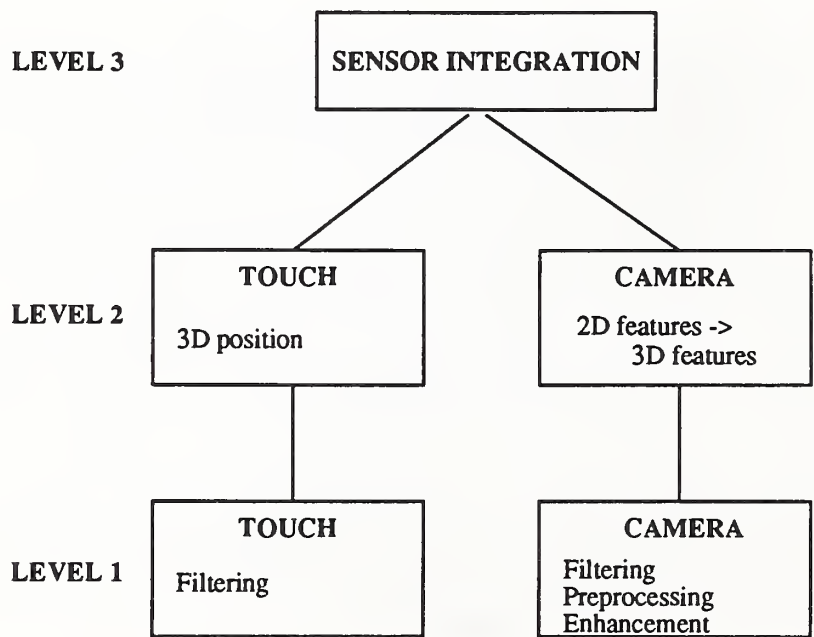 LEVEL 3
SENSOR INTEGRATION
LEVEL 2
TOUCH
3D position
CAMERA
2D features ->
3D features
LEVEL 1
TOUCH
Filtering
CAMERA
Filtering
Preprocessing
Enhancement